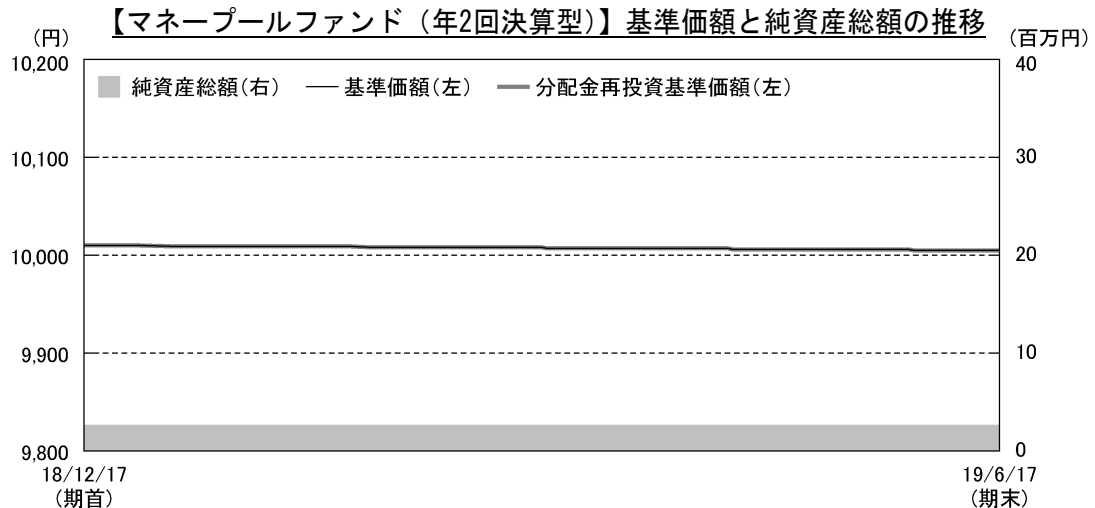 【マネープールファンド（年2回決算型）】基準価額と純資産総額の推移
（円）
（百万円）
純資産総額（右） 基準価額（左） 分配金再投資基準価額（左）
10,200
40
10,100
30
10,000
20
9,900
10
9,800
0
18/12/17
（期首）
19/6/17
（期末）